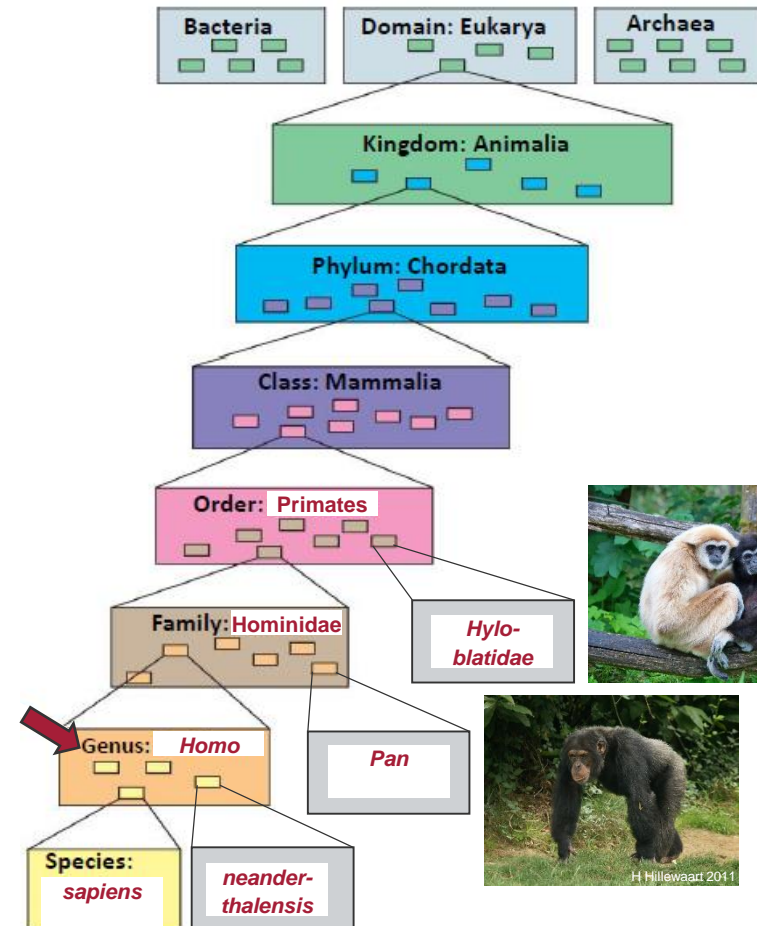 Bacteria
Domain: Eukarya
Archaea
Kingdom: Animalia
Phylum: Chordata
Class: Mammalia
Order: Primates
Family: Hominidae
Hylo-
blatidae
Genus: Homo
Pan
Species:
sapiens
neander-
thalensis
H Hillewaart 2011